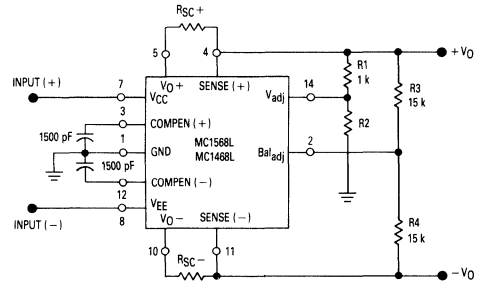 RSC+
5
4
+VO
INPUT (+)
7
VO+
SENSE (+)
R1
1 k
R3
15 k
VCC
Vadj
14
3
COMPEN (+)
1500 pF
R2
1
GND
MC1568L
MC1468L
2
Baladj
1500 pF
COMPEN (−)
12
VEE
VO−
SENSE (−)
R4
15 k
INPUT (−)
8
10
11
RSC−
−VO